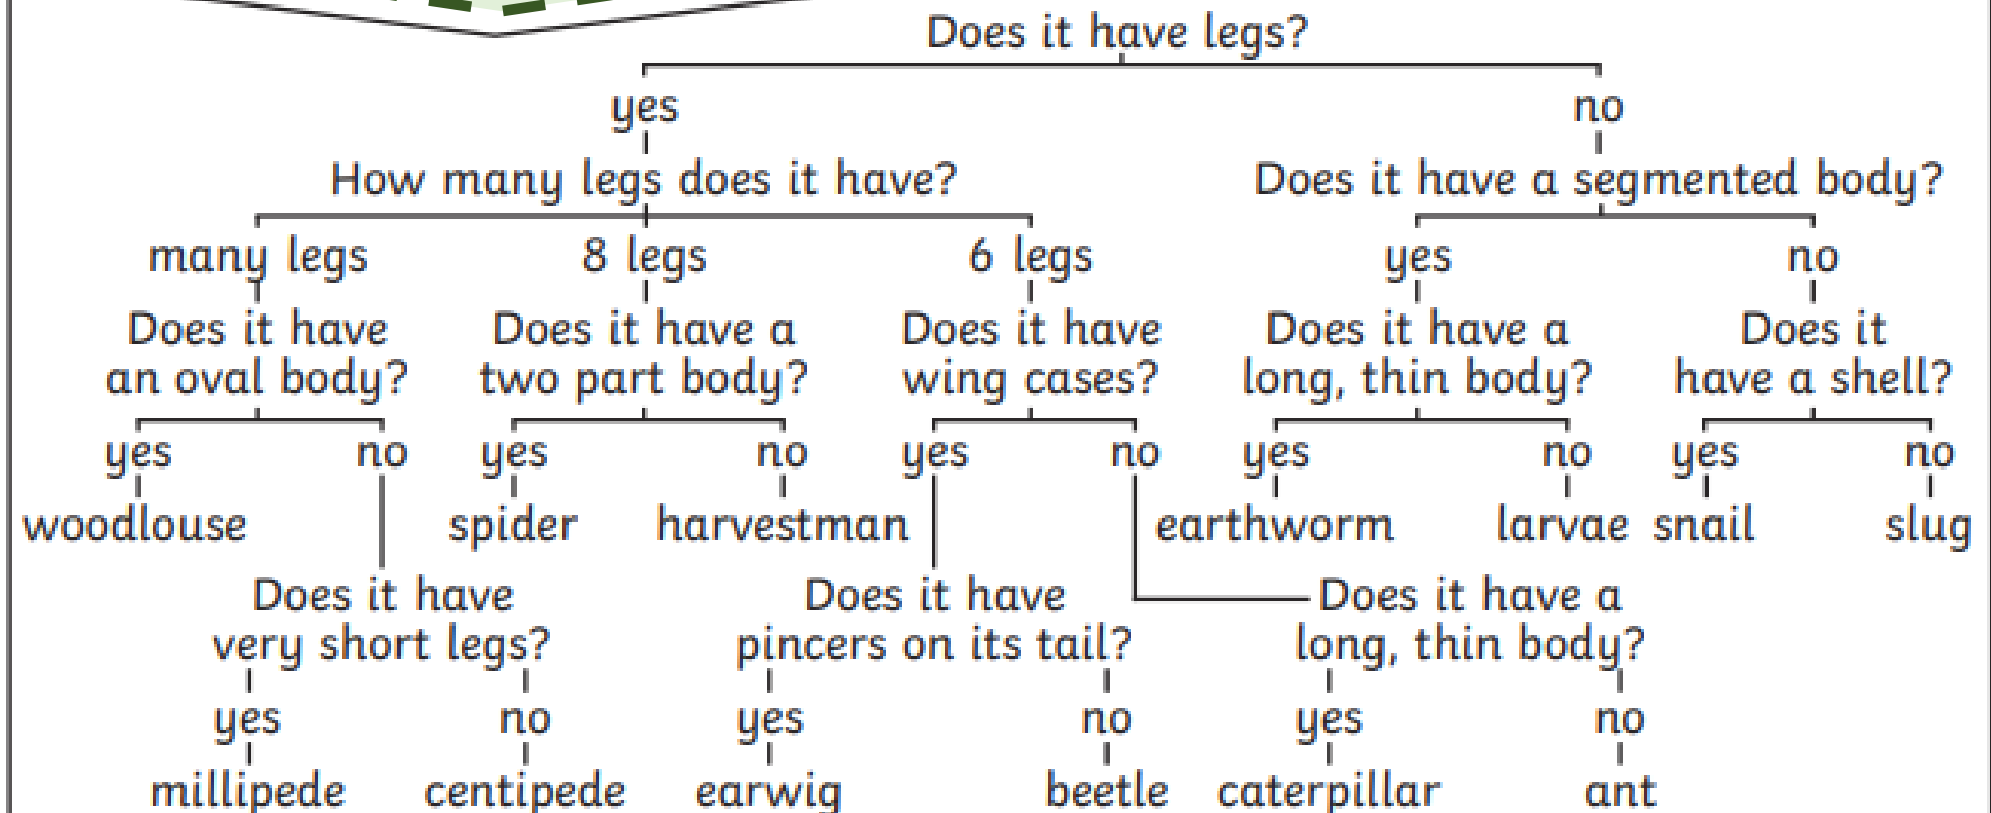 Does it have legs?
yes no
How many legs does it have? Does it have a segmented body?
many legs 8 legs 6 legs yes no
Does it have Does it have a Does it have Does it have a Does it
an oval body? two part body? wing cases? long, thin body? have a shell?
yes no yes no yes no yes no yes no
woodlouse spider harvestman earthworm larvae snail slug
Does it have Does it have Does it have a
very short legs? pincers on its tail? long, thin body?
yes no yes no yes no
millipede centipede earwig beetle caterpillar ant